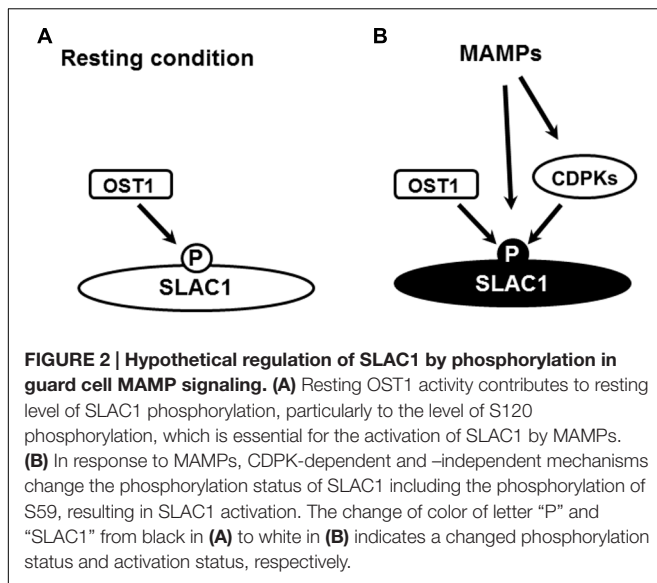 A
Resting condition
OST1
P
SLAC1
B
MAMPs
OST1
CDPKs
P
SLAC1
FIGURE 2 | Hypothetical regulation of SLAC1 by phosphorylation in
guard cell MAMP signaling. (A) Resting OST1 activity contributes to resting
level of SLAC1 phosphorylation, particularly to the level of S120
phosphorylation, which is essential for the activation of SLAC1 by MAMPs.
(B) In response to MAMPs, CDPK-dependent and –independent mechanisms
change the phosphorylation status of SLAC1 including the phosphorylation of
S59, resulting in SLAC1 activation. The change of color of letter “P” and
“SLAC1” from black in (A) to white in (B) indicates a changed phosphorylation
status and activation status, respectively.